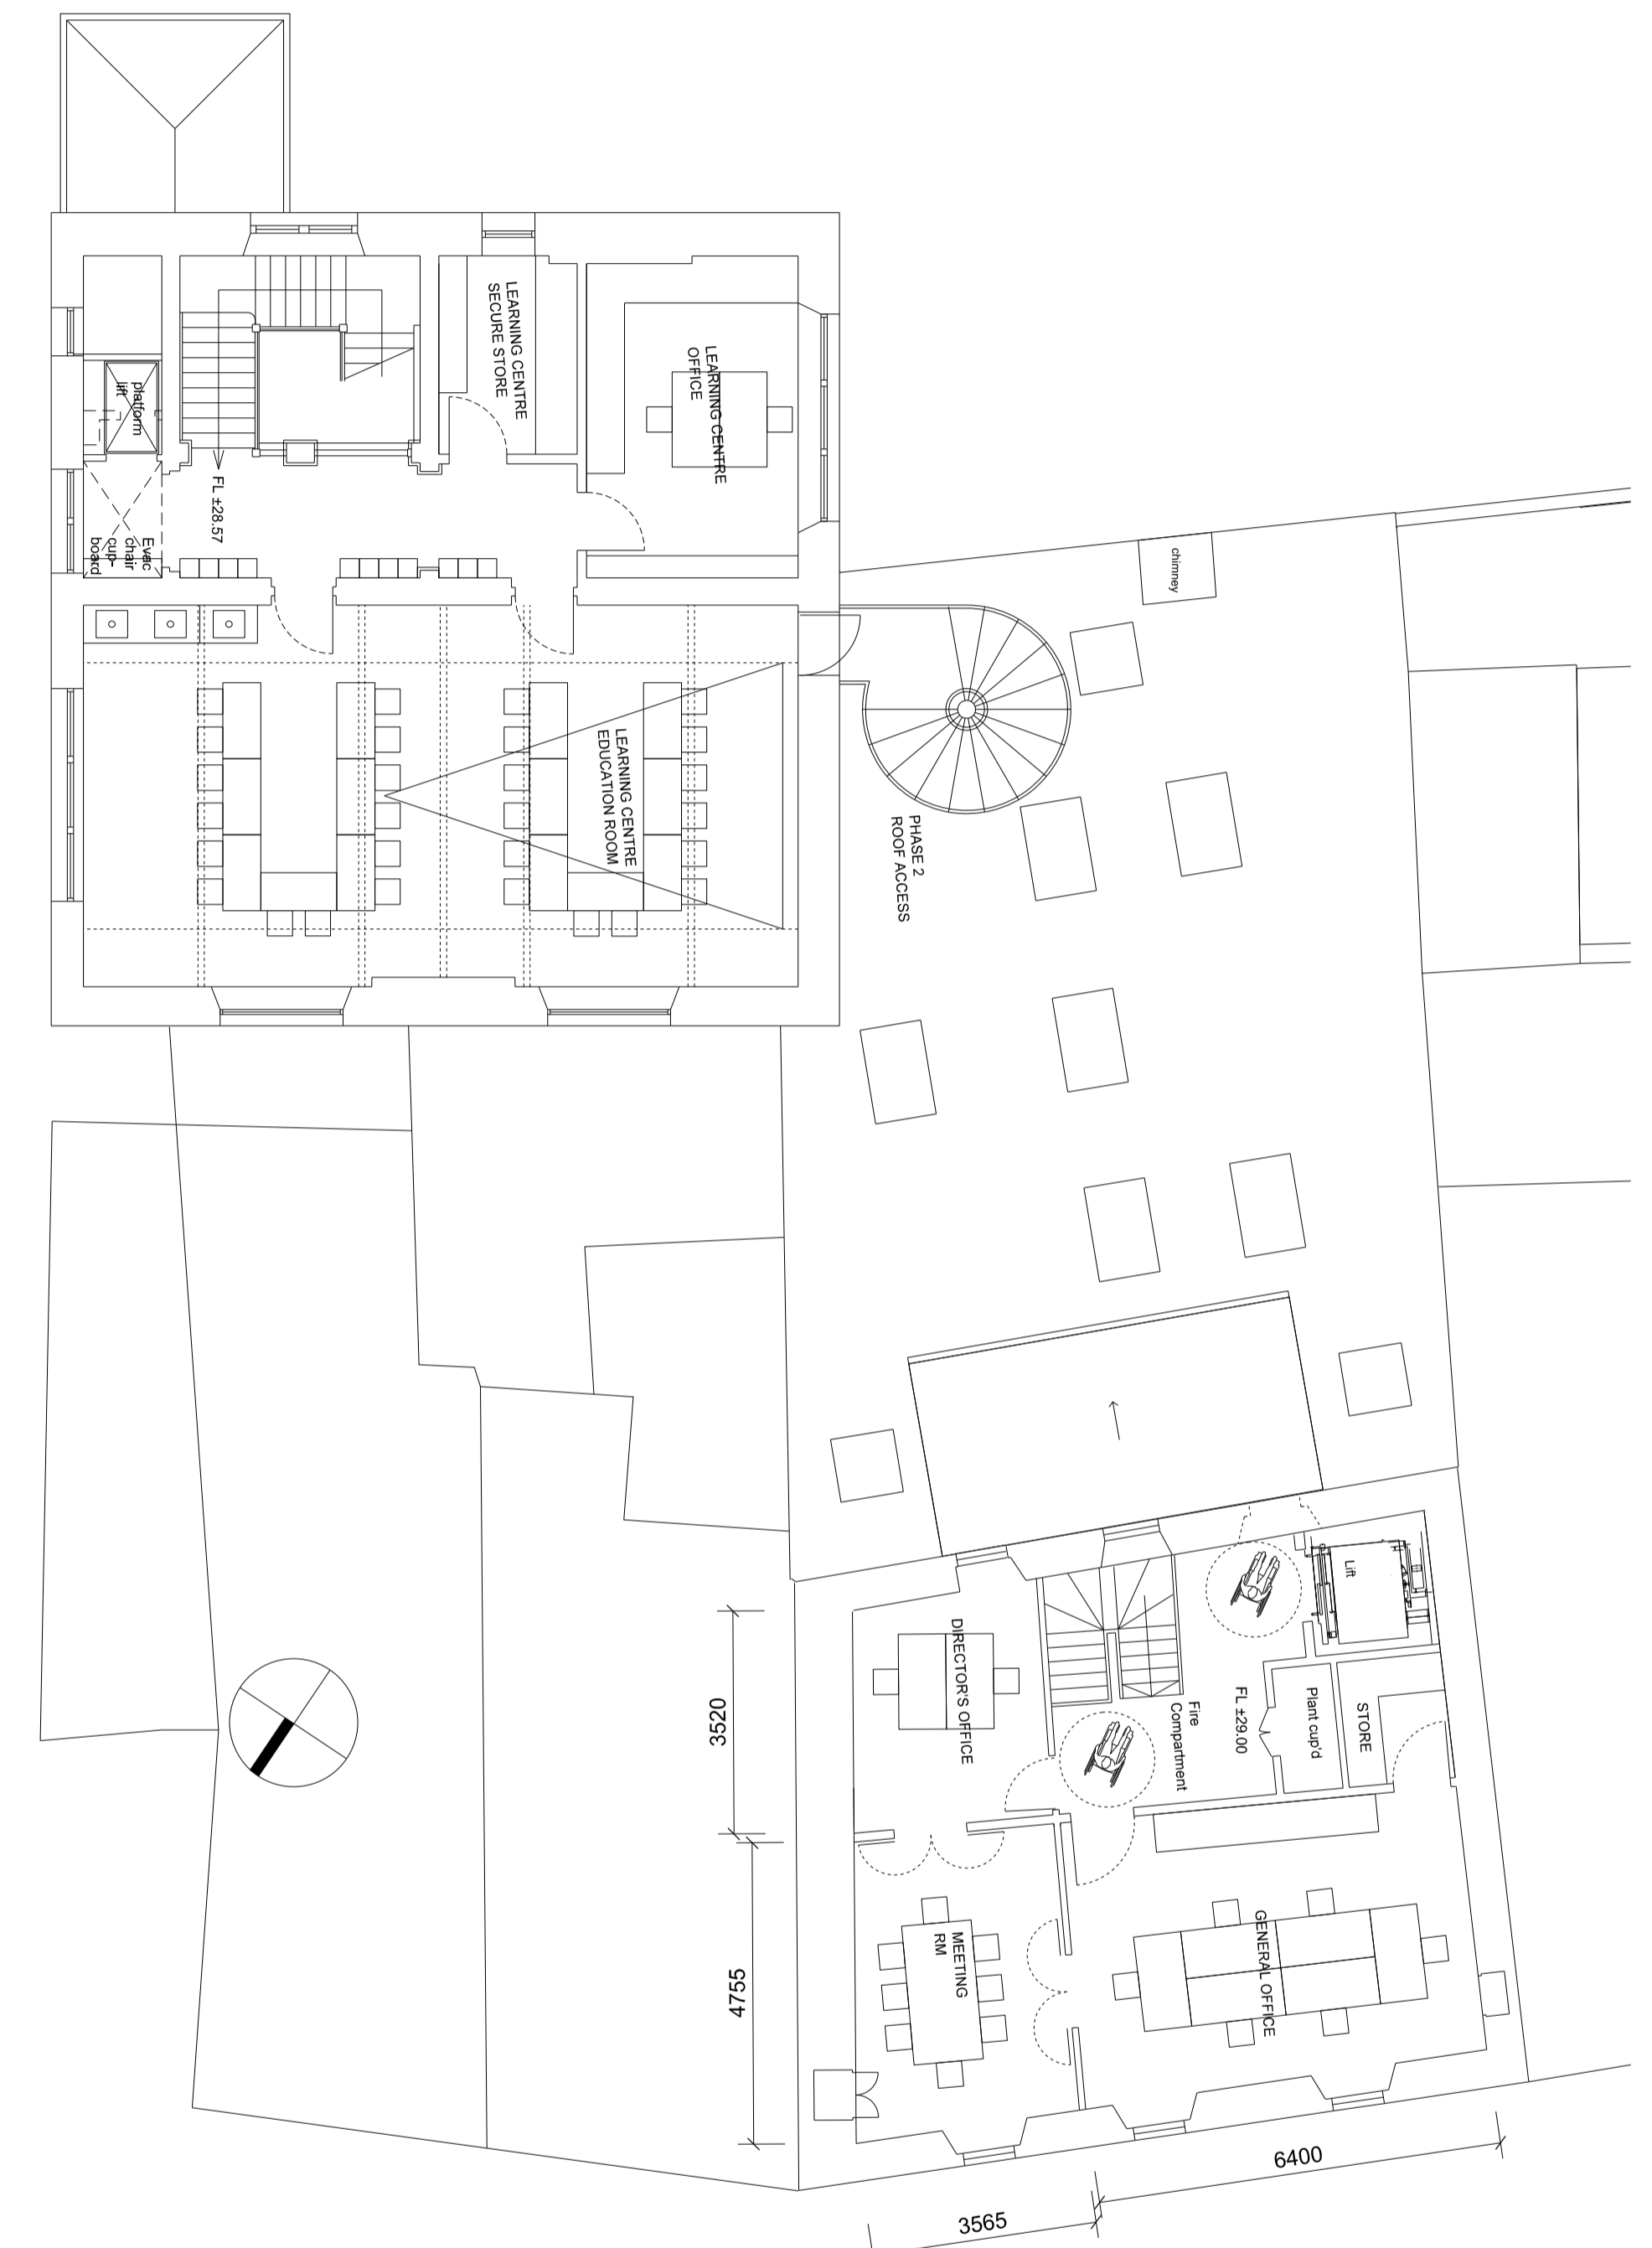 LEARNING CENTRE
SECURE STORE
LEARNING CENTRE
OFFICE
platform
lift
FL ±28.57
Evac
chair
cup-
board
chimney
LEARNING CENTRE
EDUCATION ROOM
PHASE 2
ROOF ACCESS
Lift
DIRECTOR'S OFFICE
Fire
Compartment
FL ±29.00
Plant cup'd
STORE
3520
MEETING
RM
GENERAL OFFICE
4755
6400
3565